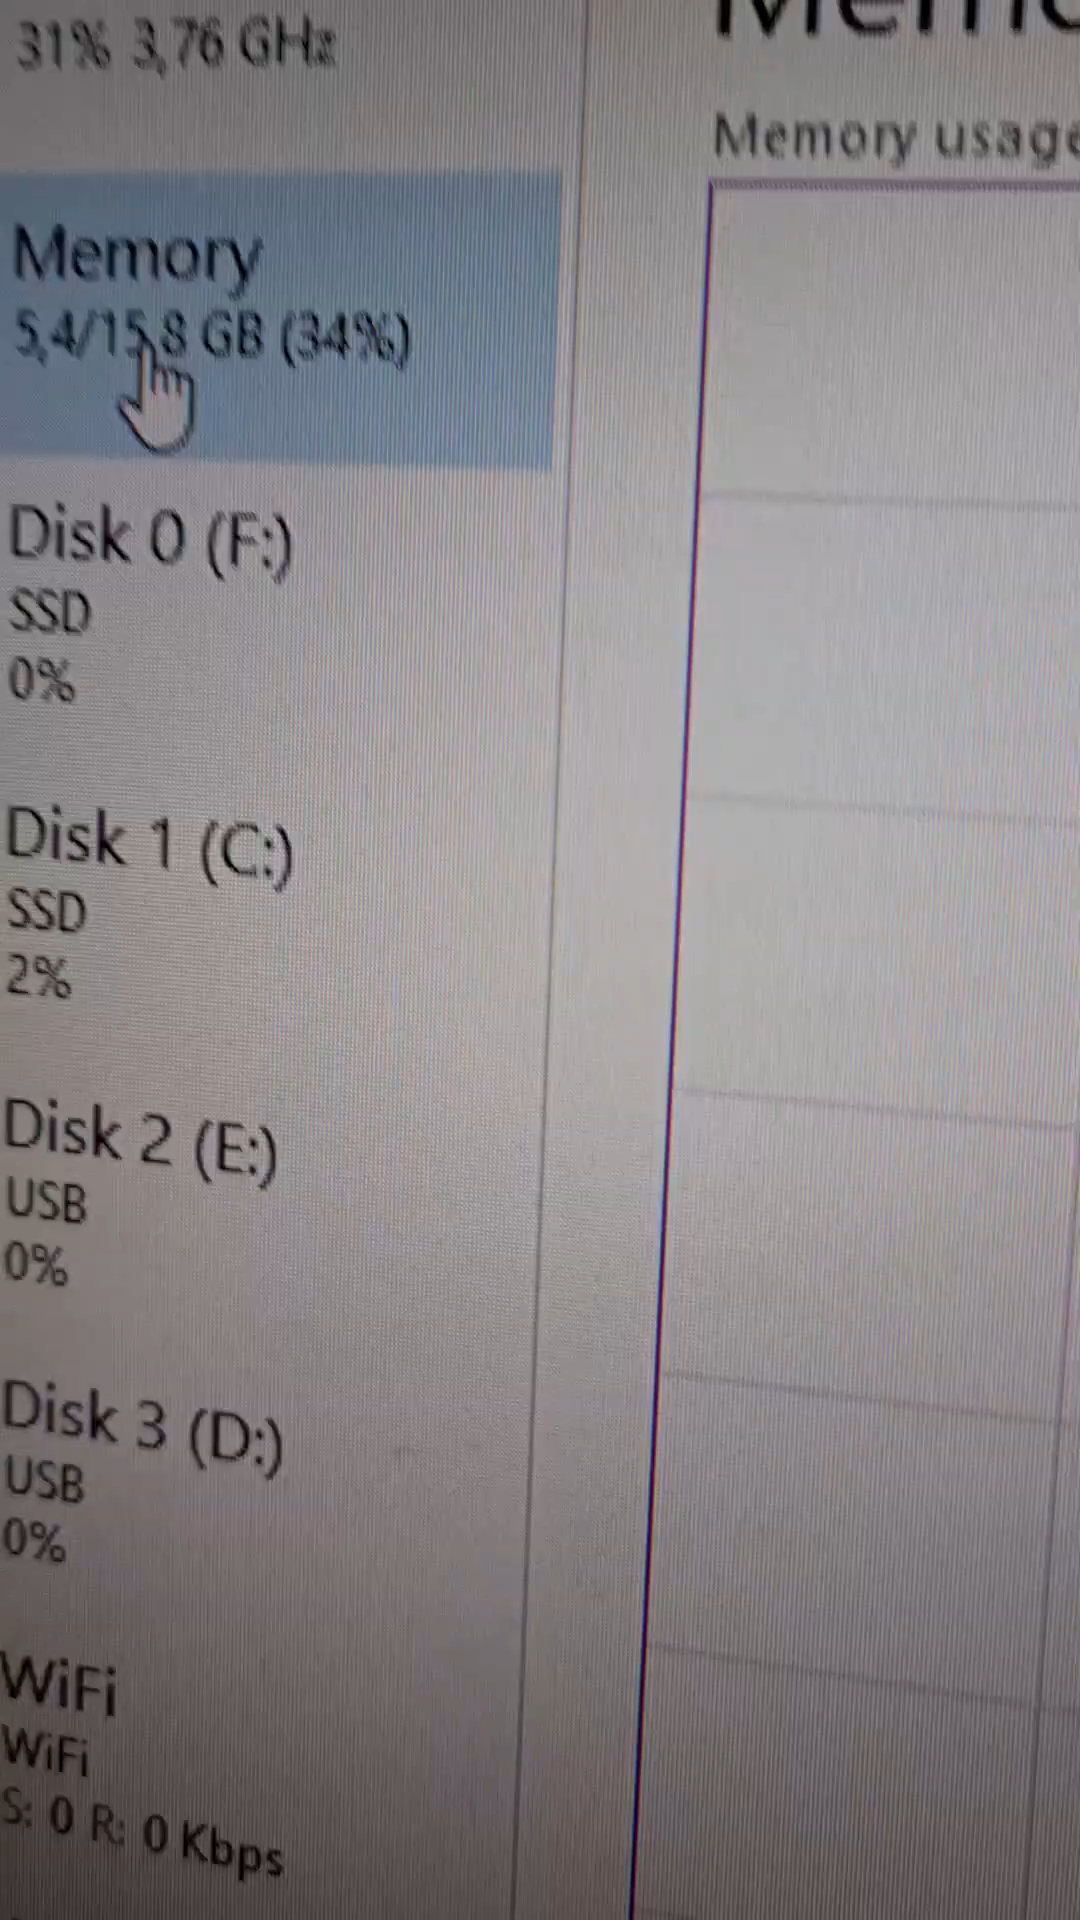 31% 3,76 GHz
Memory usage
Memory
5,4/15,8 GB (34%)
Disk 0 (F:)
SSD
0%
Disk 1 (C:)
SSD
2%
Disk 2 (E:)
USB
0%
Disk 3 (D:)
USB
0%
WiFi
WiFi
S: 0 R: 0 Kbps